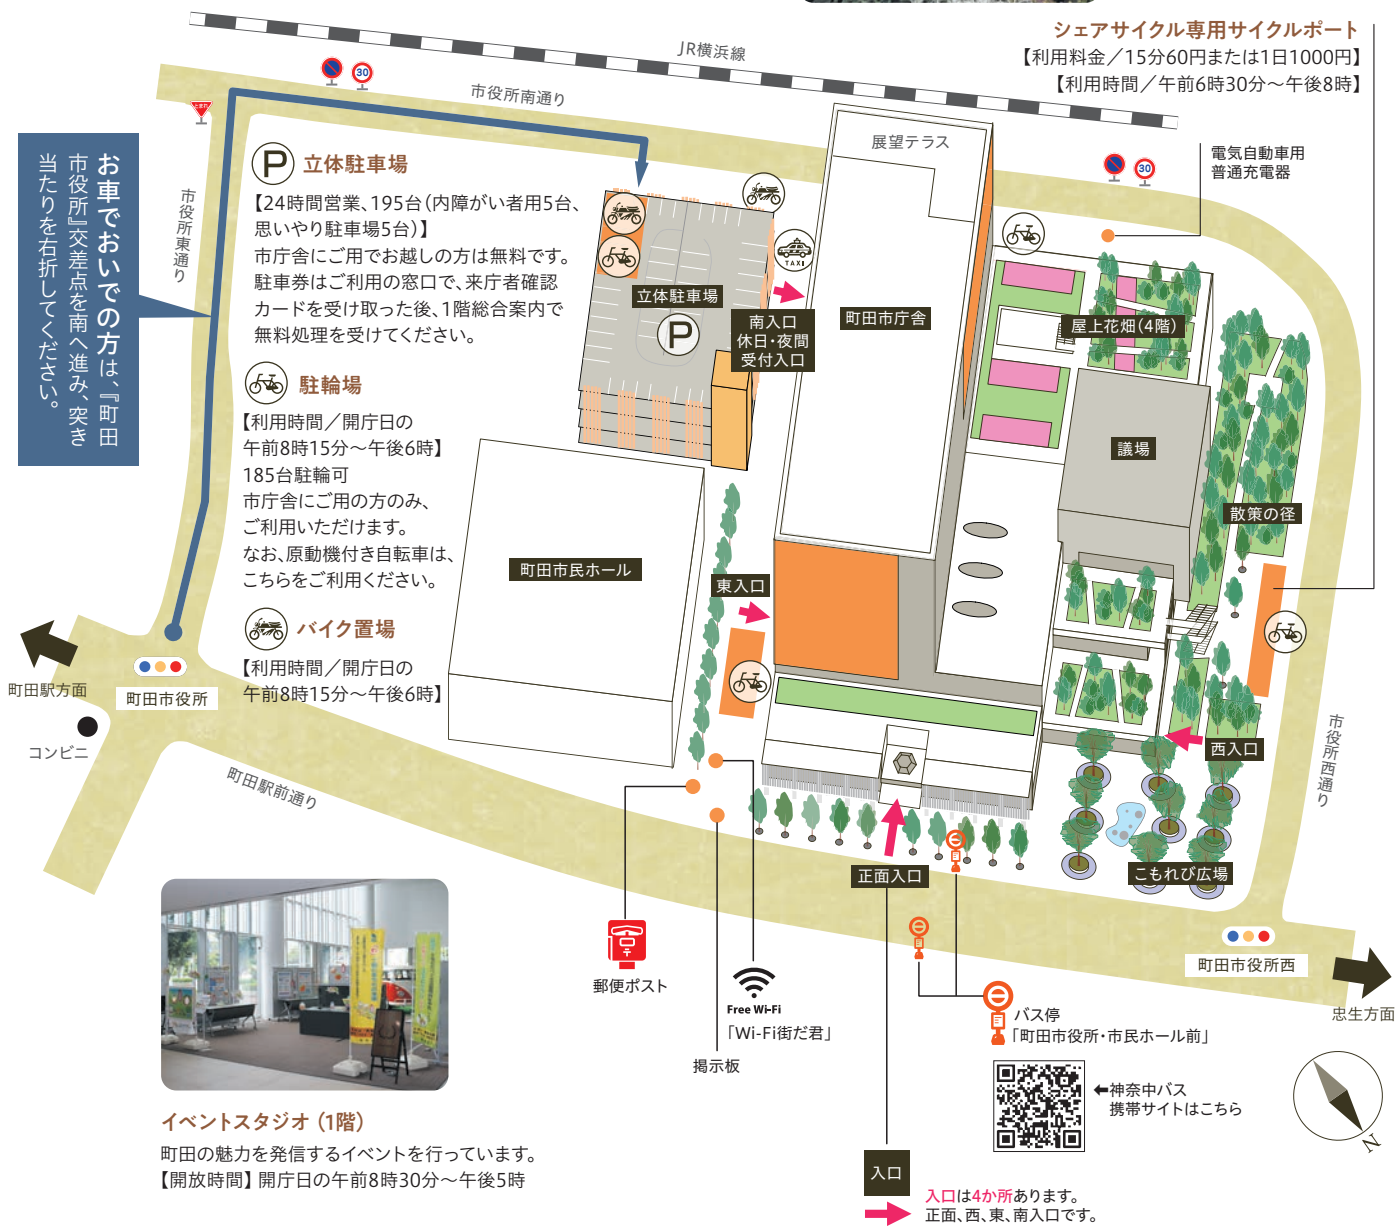 シェアサイクル専用サイクルポート
【利用料金／15分60円または1日1000円】
【利用時間／午前6時30分～午後8時】
JR横浜線
市役所南通り
30
とまれ
展望テラス
30
電気自動車用
普通充電器
お車でおいでの方は、『町田
市役所』交差点を南へ進み、突き
当たりを右折してください。
市役所東通り
P 立体駐車場
【24時間営業、195台（内障がい者用5台、
思いやり駐車場5台）】
市庁舎にご用でお越しの方は無料です。
駐車券はご利用の窓口で、来庁者確認
カードを受け取った後、1階総合案内で
無料処理を受けてください。
駐輪場
【利用時間／開庁日の
午前8時15分～午後6時】
185台駐輪可
市庁舎にご用の方のみ、
ご利用いただけます。
なお、原動機付き自転車は、
こちらをご利用ください。
バイク置場
【利用時間／開庁日の
午前8時15分～午後6時】
TAXI
立体駐車場
P
南入口
休日・夜間
受付入口
町田市庁舎
屋上花畑（4階）
議場
散策の径
町田市民ホール
東入口
西入口
市役所西通り
町田駅方面
町田市役所
コンビニ
町田駅前通り
正面入口
こもれび広場
町田市役所西
忠生方面
郵便ポスト
Free Wi-Fi
「Wi-Fi街だ君」
掲示板
バス停
「町田市役所・市民ホール前」
←神奈中バス
携帯サイトはこちら
N
イベントスタジオ（1階）
町田の魅力を発信するイベントを行っています。
【開放時間】開庁日の午前8時30分～午後5時
入口
入口は4か所あります。
正面、西、東、南入口です。